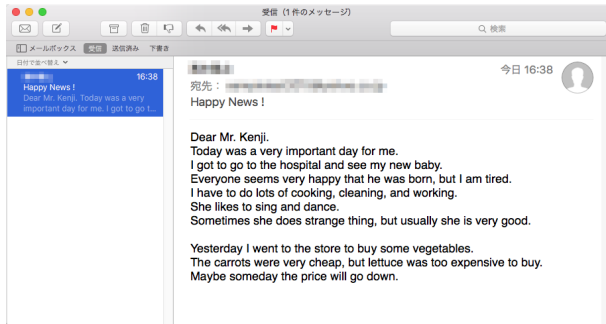 受信（1件のメッセージ）
検索
メールボックス 受信 送信済み 下書き
日付で並べ替え
16:38
Happy News !
Dear Mr. Kenji. Today was a very
important day for me. I got to go t...
今日 16:38
宛先：
Happy News !
Dear Mr. Kenji.
Today was a very important day for me.
I got to go to the hospital and see my new baby.
Everyone seems very happy that he was born, but I am tired.
I have to do lots of cooking, cleaning, and working.
She likes to sing and dance.
Sometimes she does strange thing, but usually she is very good.
Yesterday I went to the store to buy some vegetables.
The carrots were very cheap, but lettuce was too expensive to buy.
Maybe someday the price will go down.